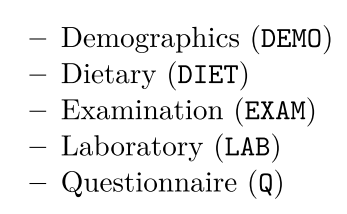 – Demographics (DEMO)
– Dietary (DIET)
– Examination (EXAM)
– Laboratory (LAB)
– Questionnaire (Q)